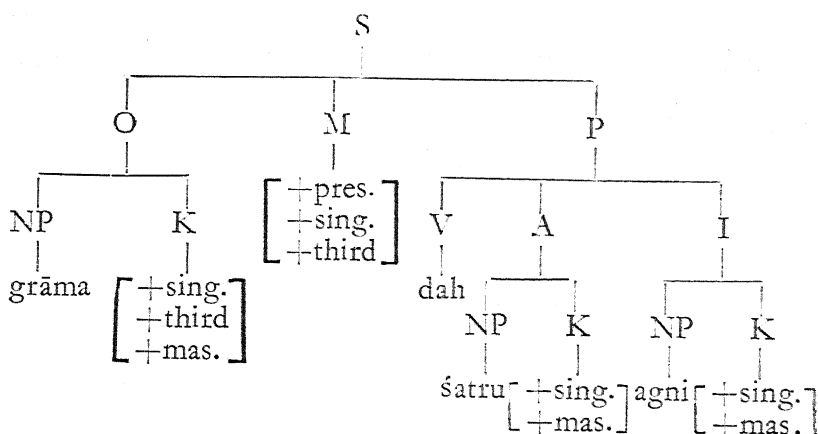 S
O M P
[+pres.
NP K +sing. V A I
+third]
grāma [+sing. dah
+third NP K NP K
+mas.]
śatru [+sing.] agni [+sing.]
[+mas.] [+mas.]